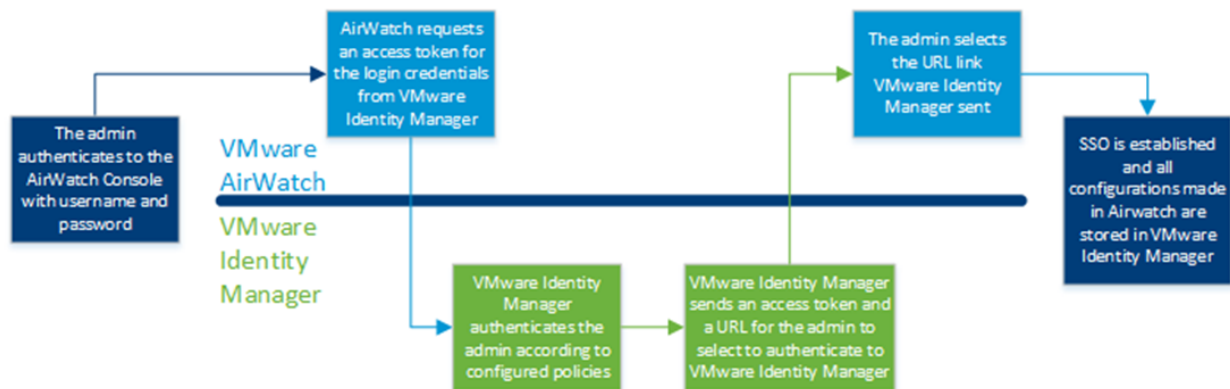 The admin
authenticates to the
AirWatch Console
with username and
password
AirWatch requests
an access token for
the login credentials
from VMware
Identity Manager
VMware
AirWatch
VMware
Identity
Manager
VMware Identity
Manager
authenticates the
admin according to
configured policies
VMware Identity Manager
sends an access token and
a URL for the admin to
select to authenticate to
VMware Identity Manager
The admin selects
the URL link
VMware Identity
Manager sent
SSO is established
and all
configurations made
in Airwatch are
stored in VMware
Identity Manager